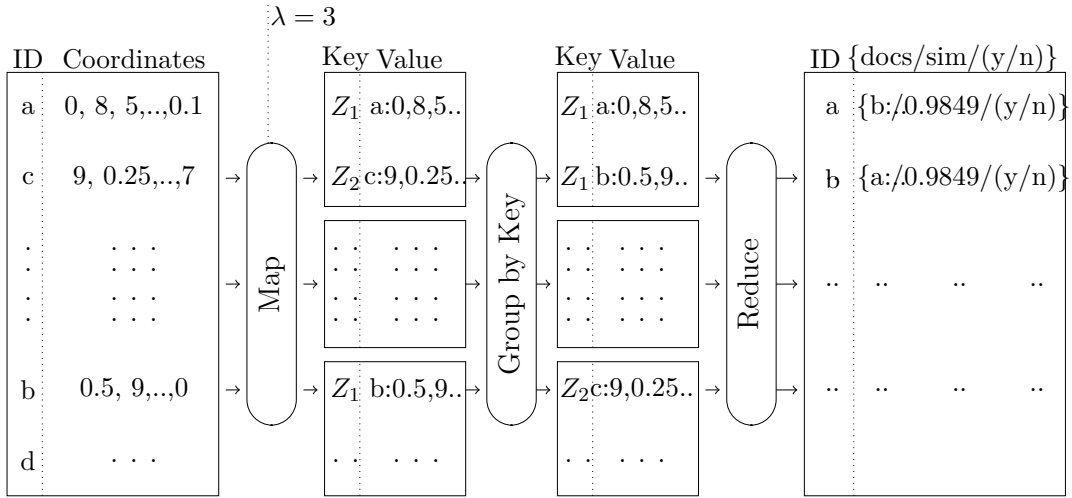 λ = 3
ID Coordinates Key Value Key Value ID {docs/sim/(y/n)}
a 0, 8, 5,..,0.1 Z1 a:0,8,5.. Z1 a:0,8,5.. a {b:/.0.9849/(y/n)}
c 9, 0.25,..,7 Z2 c:9,0.25.. Z1 b:0.5,9.. b {a:/.0.9849/(y/n)}
. . . . . . . . . . . . . .
. . . . . . . . . . . . . .
Map Group by Key Reduce
.. .. .. ..
. . . . . . . . . . . . . .
. . . . . . . . . . . . . .
b 0.5, 9,..,0 Z1 b:0.5,9.. Z2 c:9,0.25.. .. .. .. ..
d . . . . . . . . . . . . .